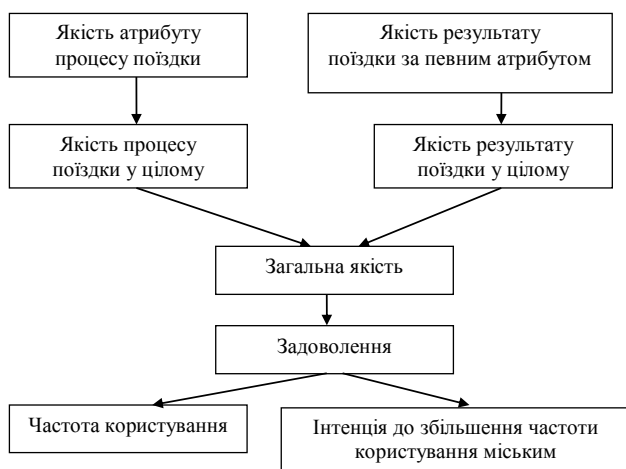 Якість атрибуту
процесу поїздки
Якість результату
поїздки за певним атрибутом
Якість процесу
поїздки у цілому
Якість результату
поїздки у цілому
Загальна якість
Задоволення
Частота користування
Інтенція до збільшення частоти
користування міським